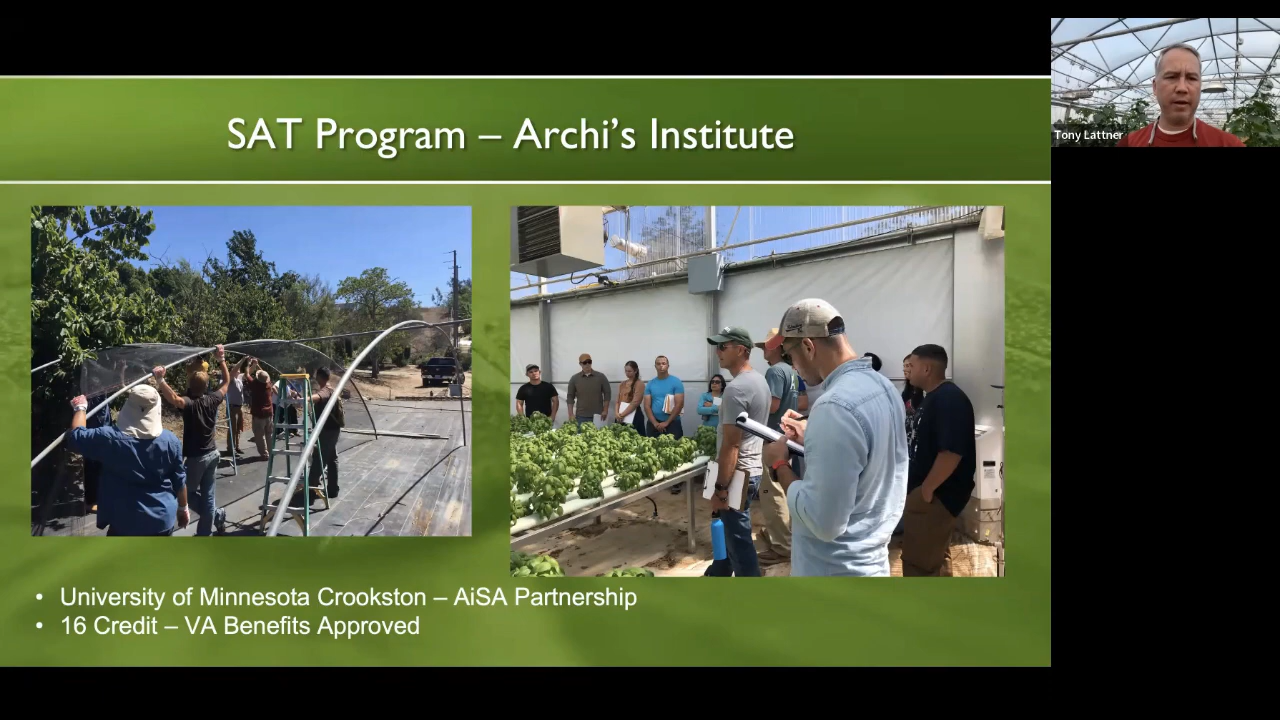 SAT Program – Archi's Institute
Tony Lattner
• University of Minnesota Crookston – AiSA Partnership
• 16 Credit – VA Benefits Approved